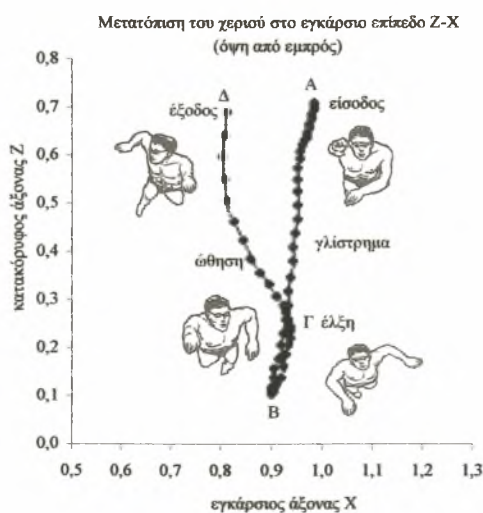 Μετατόπιση του χεριού στο εγκάρσιο επίπεδο Ζ-Χ
(όψη από εμπρός)
κατακόρυφος άξονας Ζ
0,8
0,7
0,6
0,5
0,4
0,3
0,2
0,1
0,0
έξοδος
Δ
Α
είσοδος
γλίστρημα
ώθηση
Γ έλξη
Β
0,5 0,6 0,7 0,8 0,9 1,0 1,1 1,2 1,3
εγκάρσιος άξονας Χ